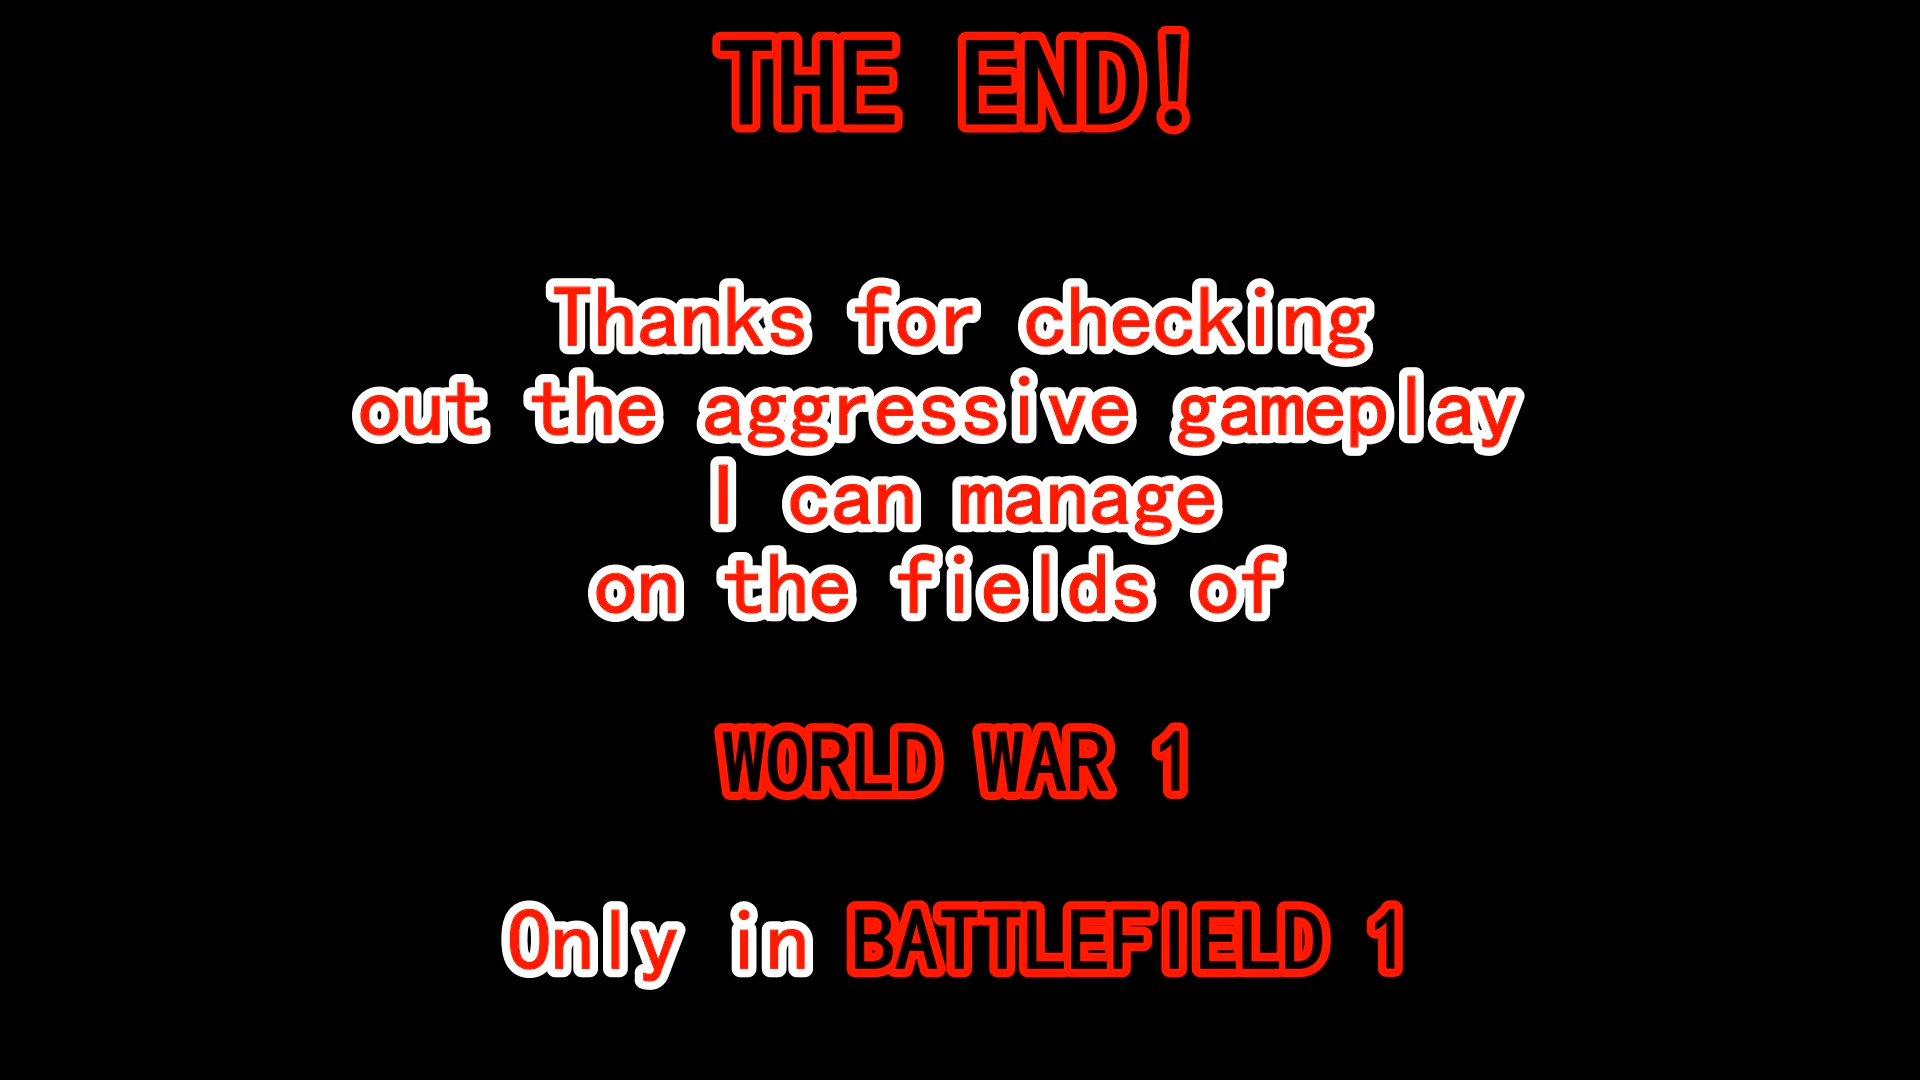 THE END!
Thanks for checking
out the aggressive gameplay
I can manage
on the fields of
WORLD WAR 1
Only in BATTLEFIELD 1